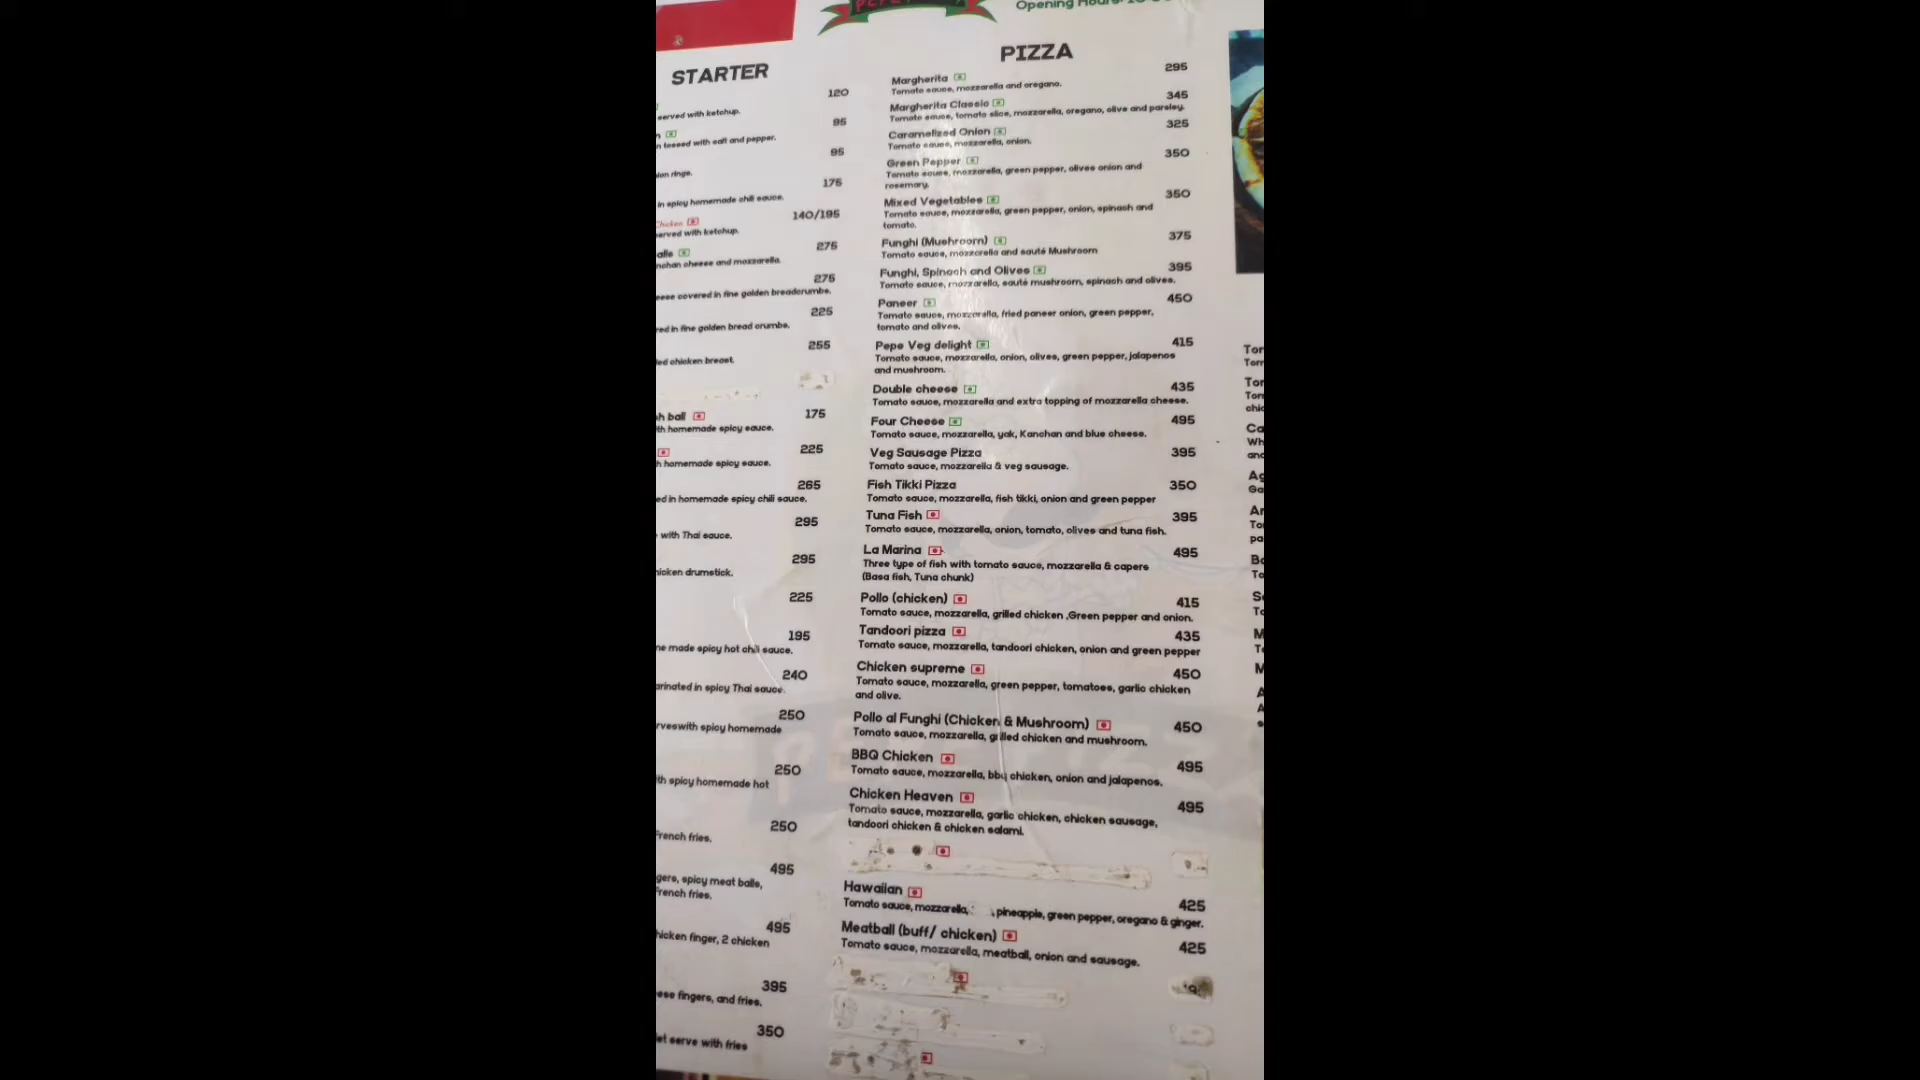 Opening Hours:
STARTER
120
served with ketchup.
95
tossed with salt and pepper.
95
rings.
175
in spicy homemade chili sauce.
Chicken 140/195
served with ketchup.
275
cheese and mozzarella.
275
covered in fine golden breadcrumbs.
225
in fine golden bread crumbs.
255
chicken breast.
ball 175
homemade spicy sauce.
225
homemade spicy sauce.
265
in homemade spicy chili sauce.
295
with Thai sauce.
295
drumstick.
225
195
made spicy hot chili sauce.
240
in spicy Thai sauce.
250
spicy homemade
250
spicy homemade hot
250
French fries.
495
spicy meat balls,
French fries.
495
finger, 2 chicken
395
fingers, and fries.
350
serve with fries
PIZZA
Margherita 295
Tomato sauce, mozzarella and oregano.
Margherita Classic 345
Tomato sauce, tomato slice, mozzarella, oregano, olive and parsley.
Caramelized Onion 325
Tomato sauce, mozzarella, onion.
Green Pepper 350
Tomato sauce, mozzarella, green pepper, olives onion and
rosemary.
Mixed Vegetables 350
Tomato sauce, mozzarella, green pepper, onion, spinach and
tomato.
Funghi (Mushroom) 375
Tomato sauce, mozzarella and sauté Mushroom
Funghi, Spinach and Olives 395
Tomato sauce, mozzarella, sauté mushroom, spinach and olives.
Paneer 450
Tomato sauce, mozzarella, fried paneer onion, green pepper,
tomato and olives.
Pepe Veg delight 415
Tomato sauce, mozzarella, onion, olives, green pepper, jalapenos
and mushroom.
Double cheese 435
Tomato sauce, mozzarella and extra topping of mozzarella cheese.
Four Cheese 495
Tomato sauce, mozzarella, yak, Kanchan and blue cheese.
Veg Sausage Pizza 395
Tomato sauce, mozzarella & veg sausage.
Fish Tikki Pizza 350
Tomato sauce, mozzarella, fish tikki, onion and green pepper
Tuna Fish 395
Tomato sauce, mozzarella, onion, tomato, olives and tuna fish.
La Marina 495
Three type of fish with tomato sauce, mozzarella & capers
(Basa fish, Tuna chunk)
Pollo (chicken) 415
Tomato sauce, mozzarella, grilled chicken ,Green pepper and onion.
Tandoori pizza 435
Tomato sauce, mozzarella, tandoori chicken, onion and green pepper
Chicken supreme 450
Tomato sauce, mozzarella, green pepper, tomatoes, garlic chicken
and olive.
Pollo al Funghi (Chicken & Mushroom) 450
Tomato sauce, mozzarella, grilled chicken and mushroom.
BBQ Chicken 495
Tomato sauce, mozzarella, bbq chicken, onion and jalapenos.
Chicken Heaven 495
Tomato sauce, mozzarella, garlic chicken, chicken sausage,
tandoori chicken & chicken salami.
Hawaiian 425
Tomato sauce, mozzarella, , pineapple, green pepper, oregano & ginger.
Meatball (buff/ chicken) 425
Tomato sauce, mozzarella, meatball, onion and sausage.